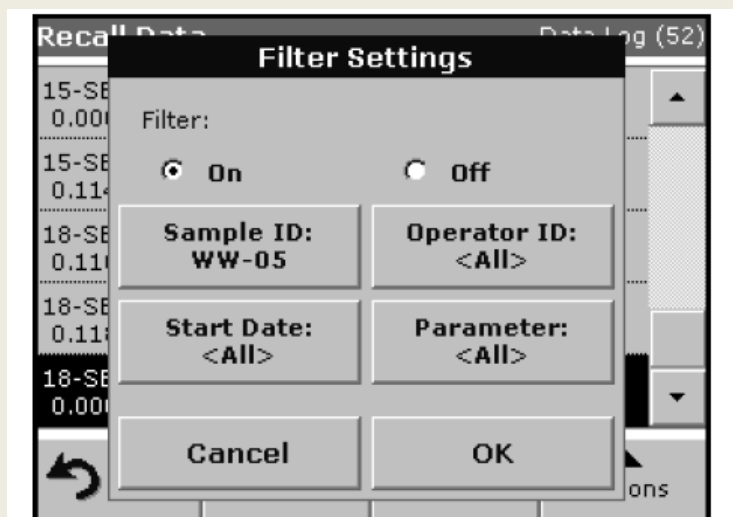 Recall Data Data Log (52)
Filter Settings
15-SE
0.00
Filter:
15-SE
On Off
0.114
18-SE
Sample ID: Operator ID:
0.110
WW-05 <All>
18-SE
0.118
Start Date: Parameter:
<All> <All>
18-SE
0.00
Cancel OK
ons